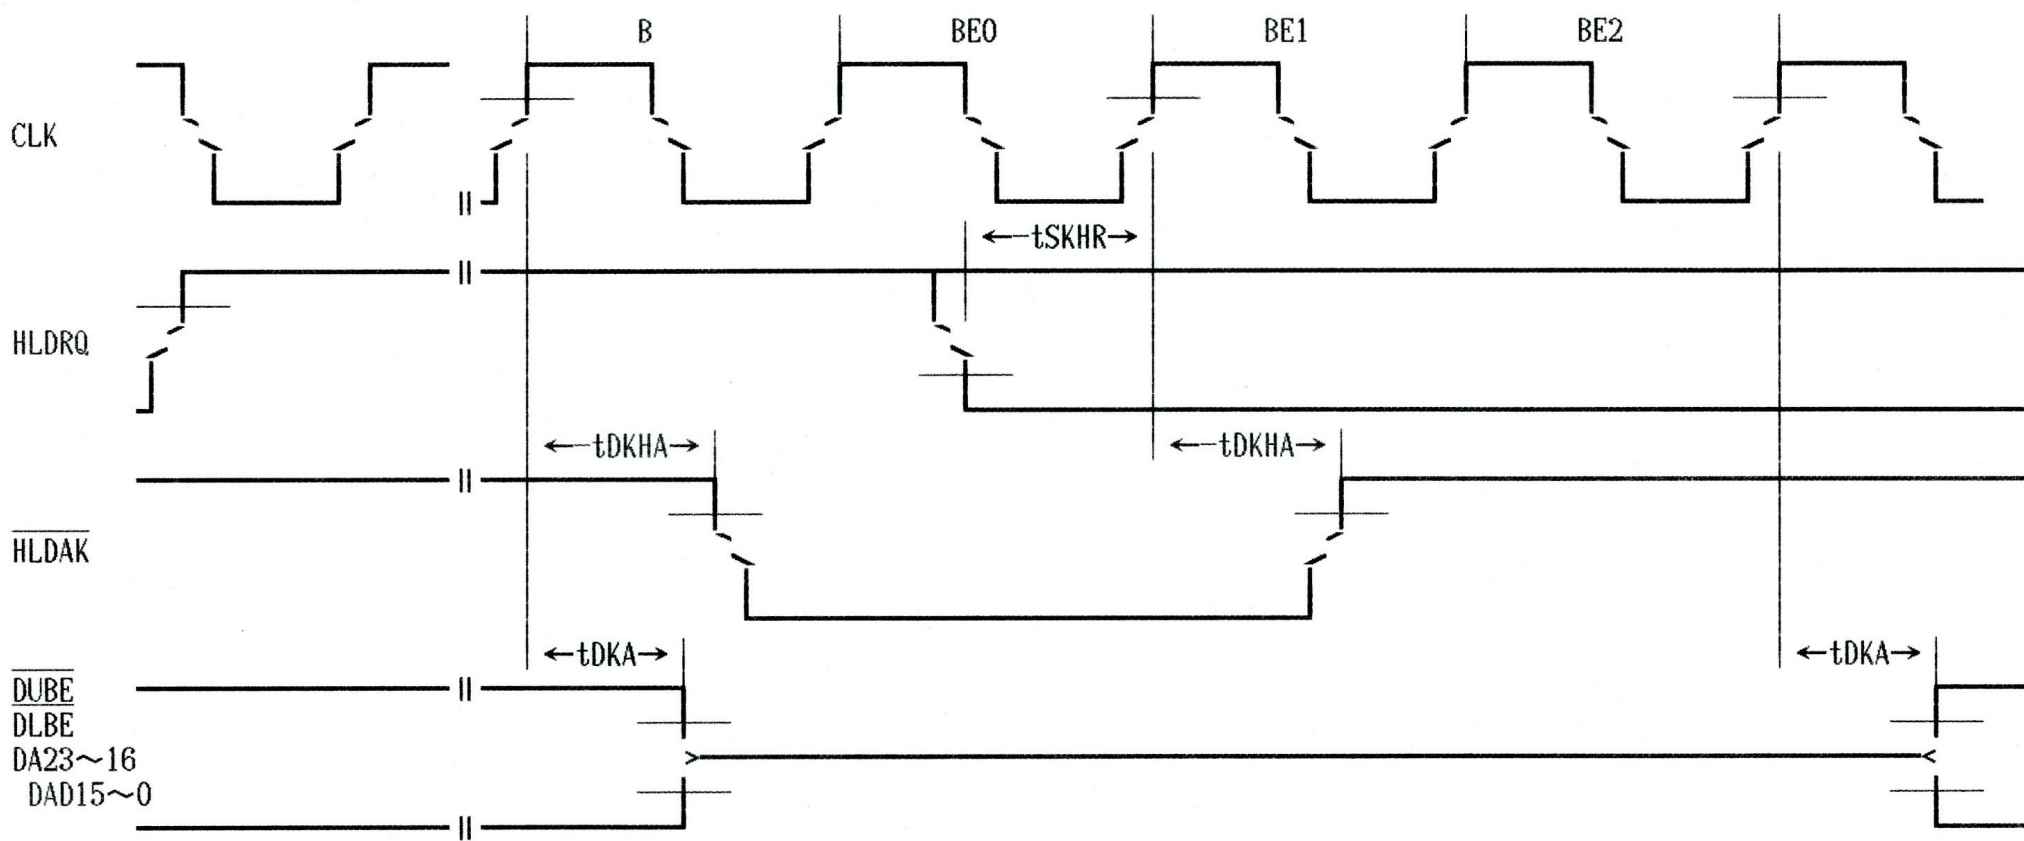 B BE0 BE1 BE2
CLK
←tSKHR→
HLDRQ
←tDKHA→ ←tDKHA→
HLDAK
←tDKA→ ←tDKA→
DUBE
DLBE
DA23～16
DAD15～0